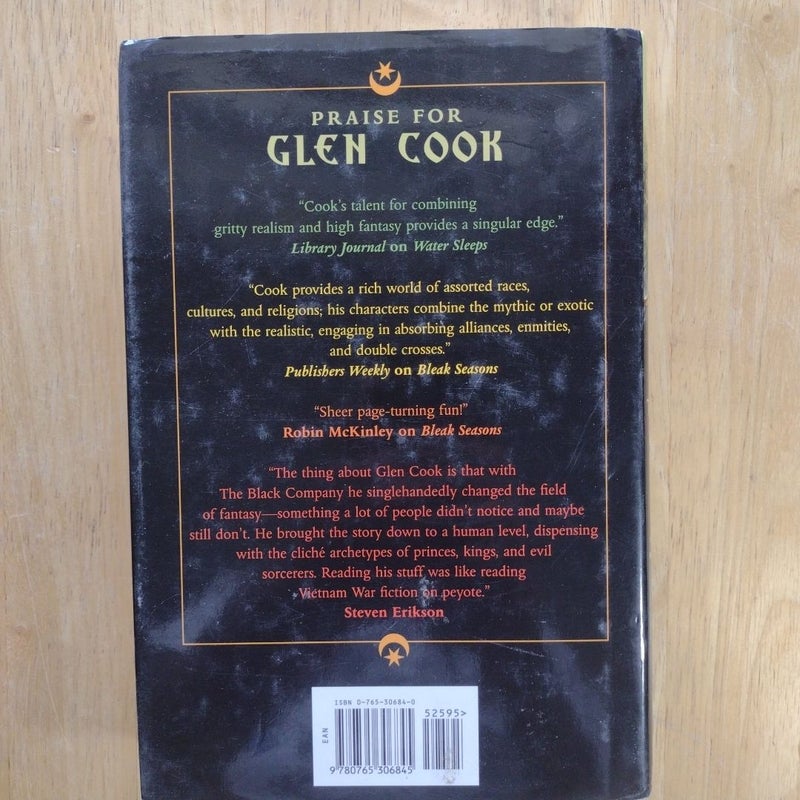 PRAISE FOR
GLEN COOK
“Cook’s talent for combining
gritty realism and high fantasy provides a singular edge.”
Library Journal on Water Sleeps
“Cook provides a rich world of assorted races,
cultures, and religions; his characters combine the mythic or exotic
with the realistic, engaging in absorbing alliances, enmities,
and double crosses.”
Publishers Weekly on Bleak Seasons
“Sheer page-turning fun!”
Robin McKinley on Bleak Seasons
“The thing about Glen Cook is that with
The Black Company he singlehandedly changed the field
of fantasy—something a lot of people didn’t notice and maybe
still don’t. He brought the story down to a human level, dispensing
with the cliché archetypes of princes, kings, and evil
sorcerers. Reading his stuff was like reading
Vietnam War fiction on peyote.”
Steven Erikson
ISBN 0-765-30684-0
52595>
EAN
9 780765 306845